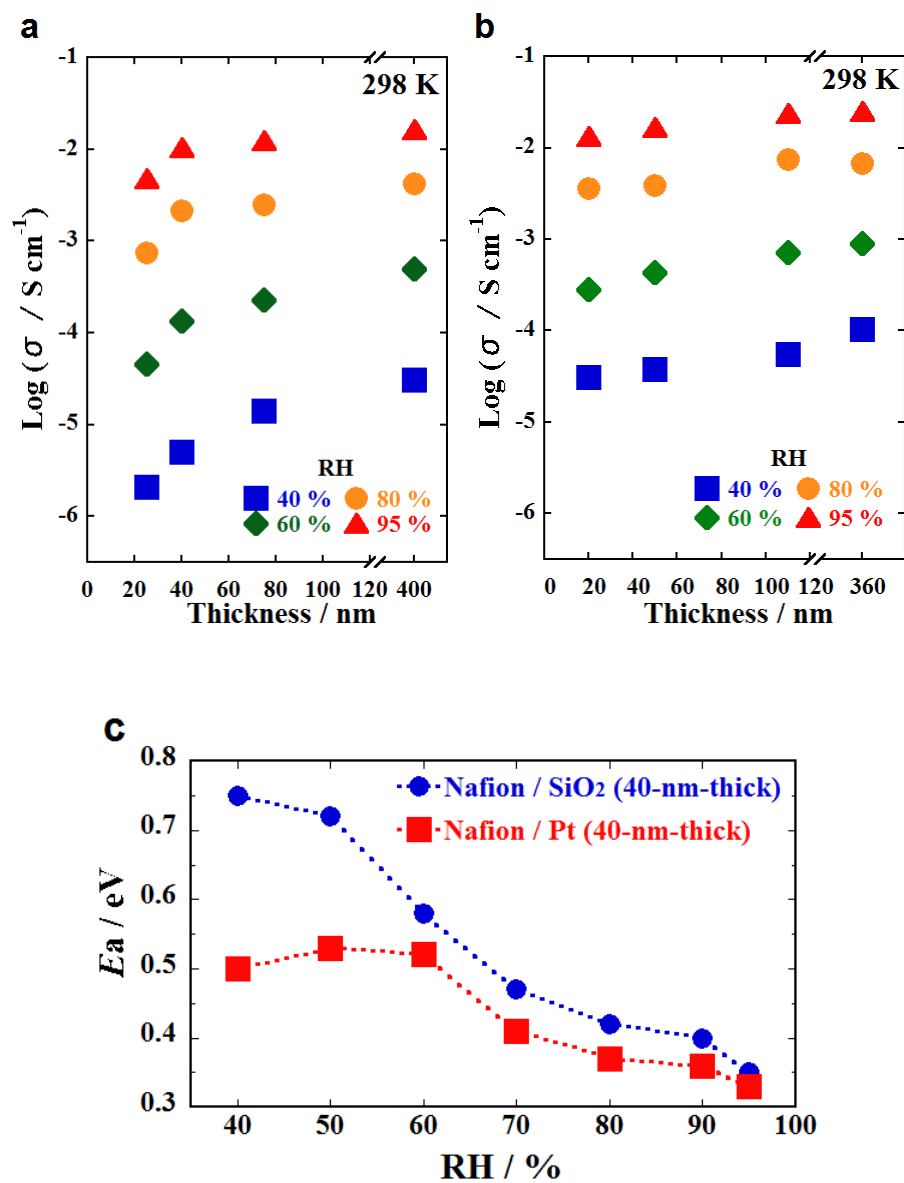 a
298 K
Log (σ / S cm-1)
-1
-2
-3
-4
-5
-6
RH
40 % 80 %
60 % 95 %
0 20 40 60 80 100 120 400
Thickness / nm
b
298 K
Log (σ / S cm-1)
-1
-2
-3
-4
-5
-6
RH
40 % 80 %
60 % 95 %
0 20 40 60 80 100 120 360
Thickness / nm
c
Ea / eV
0.8
0.7
0.6
0.5
0.4
0.3
Nafion / SiO2 (40-nm-thick)
Nafion / Pt (40-nm-thick)
40 50 60 70 80 90 100
RH / %